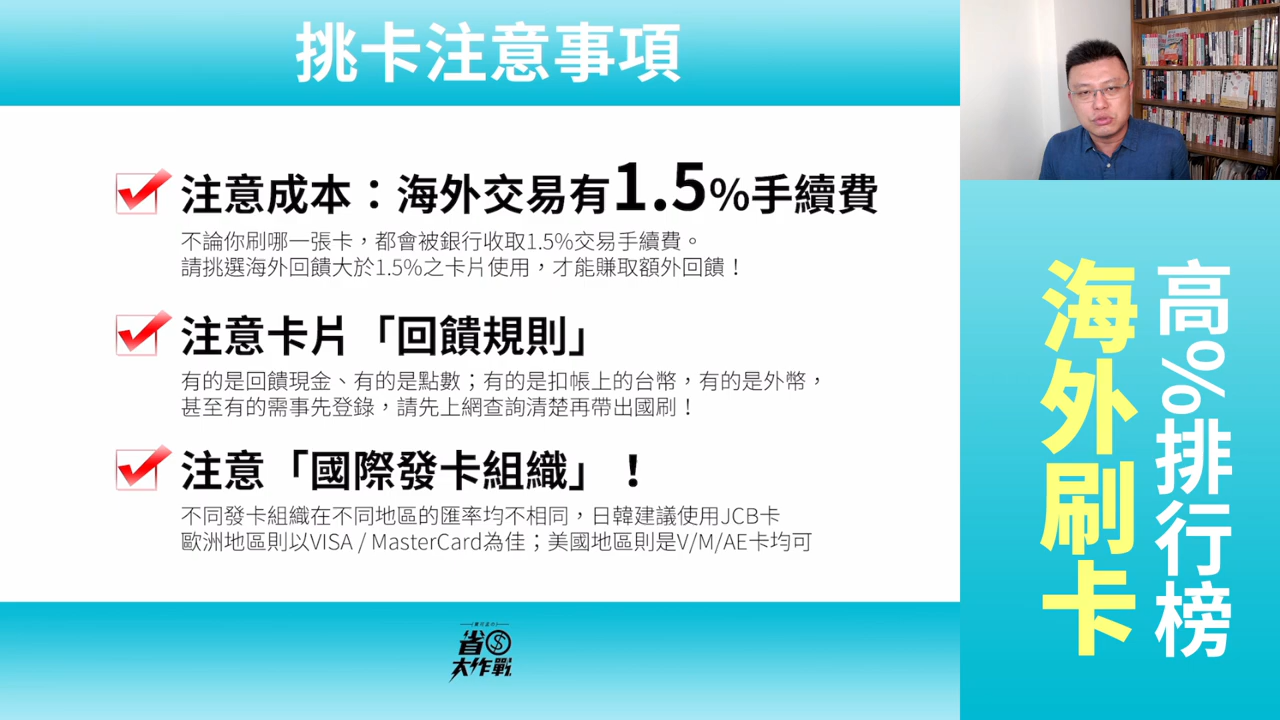 挑卡注意事項
注意成本：海外交易有1.5%手續費
不論你刷哪一張卡，都會被銀行收取1.5%交易手續費。
請挑選海外回饋大於1.5%之卡片使用，才能賺取額外回饋！
注意卡片「回饋規則」
有的是回饋現金、有的是點數；有的是扣帳上的台幣，有的是外幣，
甚至有的需事先登錄，請先上網查詢清楚再帶出國刷！
注意「國際發卡組織」！
不同發卡組織在不同地區的匯率均不相同，日韓建議使用JCB卡
歐洲地區則以VISA / MasterCard為佳；美國地區則是V/M/AE卡均可
省$
大作戰
高%排行榜
海外刷卡